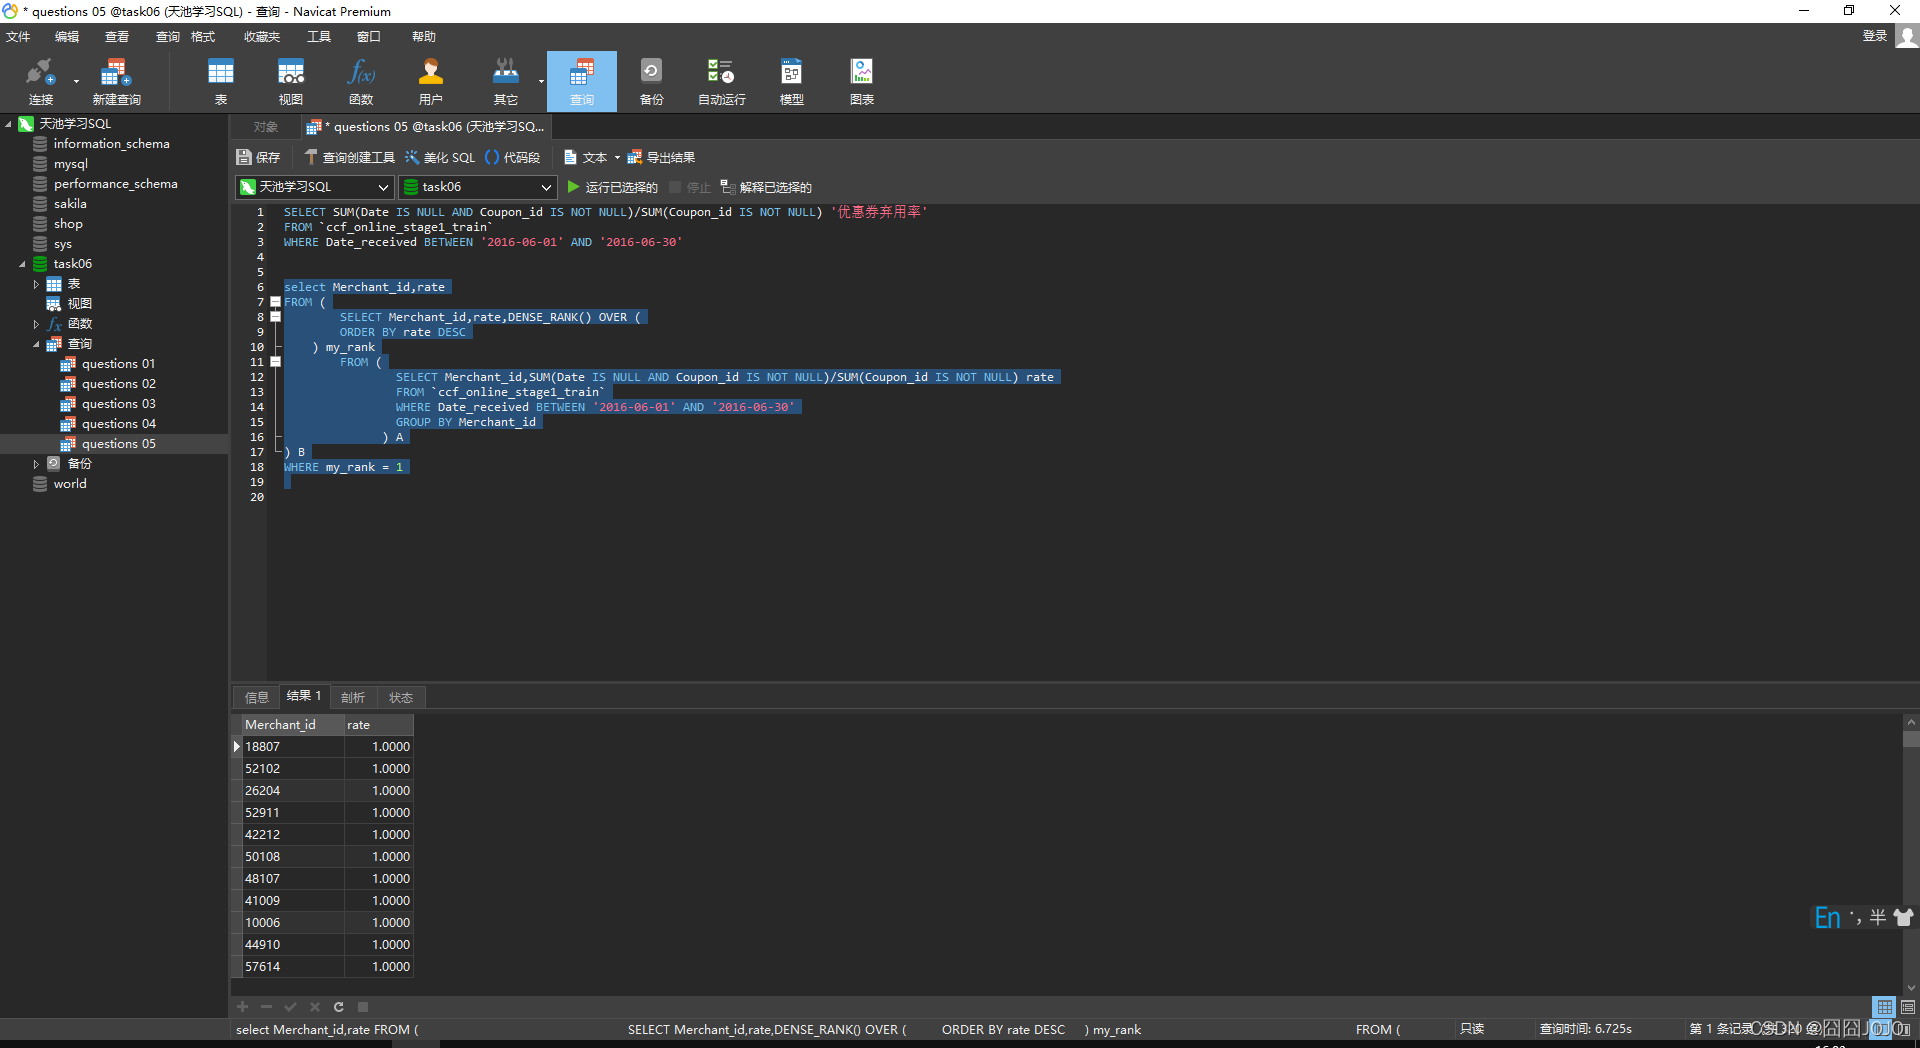 * questions 05 @task06 (天池学习SQL) - 查询 - Navicat Premium
文件 编辑 查看 查询 格式 收藏夹 工具 窗口 帮助 登录
连接 新建查询 表 视图 函数 用户 其它 查询 备份 自动运行 模型 图表
天池学习SQL
information_schema
mysql
performance_schema
sakila
shop
sys
task06
表
视图
函数
查询
questions 01
questions 02
questions 03
questions 04
questions 05
备份
world
对象 * questions 05 @task06 (天池学习SQ...
保存 查询创建工具 美化 SQL 代码段 文本 导出结果
天池学习SQL task06 运行已选择的 停止 解释已选择的
1 SELECT SUM(Date IS NULL AND Coupon_id IS NOT NULL)/SUM(Coupon_id IS NOT NULL) '优惠券弃用率'
2 FROM `ccf_online_stage1_train`
3 WHERE Date_received BETWEEN '2016-06-01' AND '2016-06-30'
4
5
6 select Merchant_id,rate
7 FROM (
8 SELECT Merchant_id,rate,DENSE_RANK() OVER (
9 ORDER BY rate DESC
10 ) my_rank
11 FROM (
12 SELECT Merchant_id,SUM(Date IS NULL AND Coupon_id IS NOT NULL)/SUM(Coupon_id IS NOT NULL) rate
13 FROM `ccf_online_stage1_train`
14 WHERE Date_received BETWEEN '2016-06-01' AND '2016-06-30'
15 GROUP BY Merchant_id
16 ) A
17 ) B
18 WHERE my_rank = 1
19
20
信息 结果 1 剖析 状态
Merchant_id rate
18807 1.0000
52102 1.0000
26204 1.0000
52911 1.0000
42212 1.0000
50108 1.0000
48107 1.0000
41009 1.0000
10006 1.0000
44910 1.0000
57614 1.0000
En 半
select Merchant_id,rate FROM ( SELECT Merchant_id,rate,DENSE_RANK() OVER ( ORDER BY rate DESC ) my_rank FROM ( 只读 查询时间: 6.725s 第 1 条记录
CSDN @囧囧JOJO